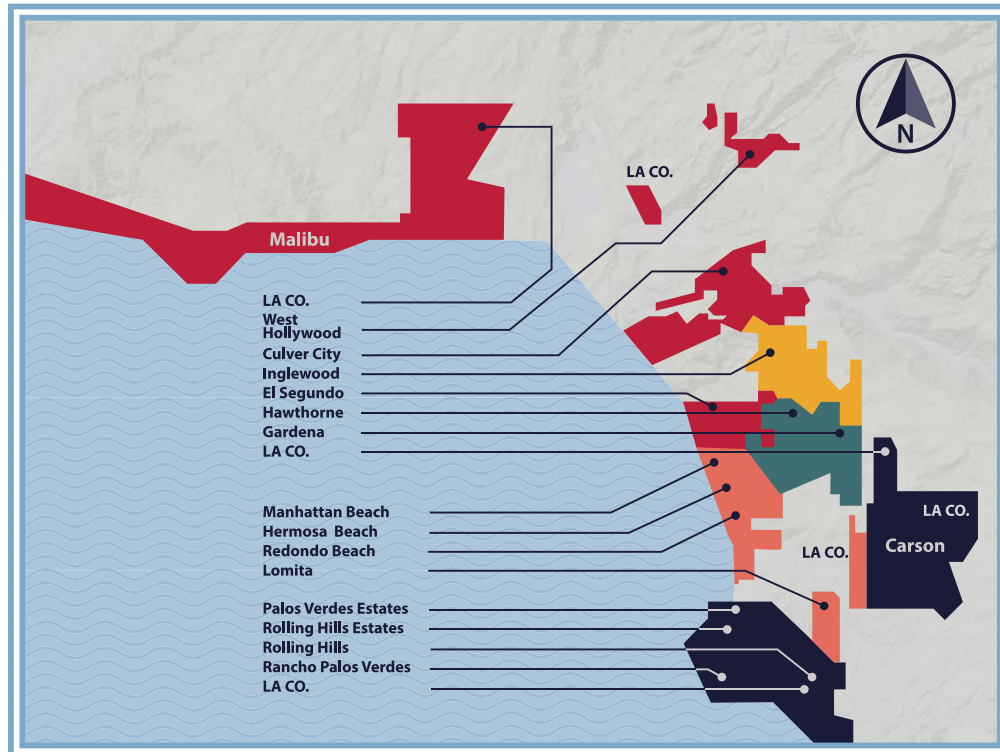 N
LA CO.
Malibu
LA CO.
West
Hollywood
Culver City
Inglewood
El Segundo
Hawthorne
Gardena
LA CO.
Manhattan Beach
Hermosa Beach
Redondo Beach
Lomita
LA CO.
LA CO.
Carson
Palos Verdes Estates
Rolling Hills Estates
Rolling Hills
Rancho Palos Verdes
LA CO.